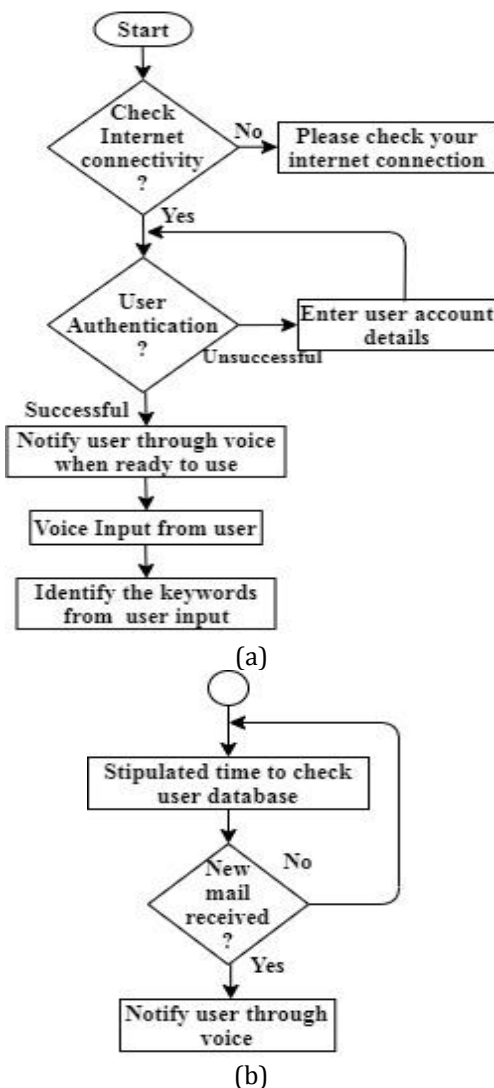 Start
Check
Internet
connectivity
?
No
Please check your
internet connection
Yes
User
Authentication
?
Unsuccessful
Enter user account
details
Successful
Notify user through voice
when ready to use
Voice Input from user
Identify the keywords
from user input
(a)
Stipulated time to check
user database
New
mail
received
?
No
Yes
Notify user through
voice
(b)